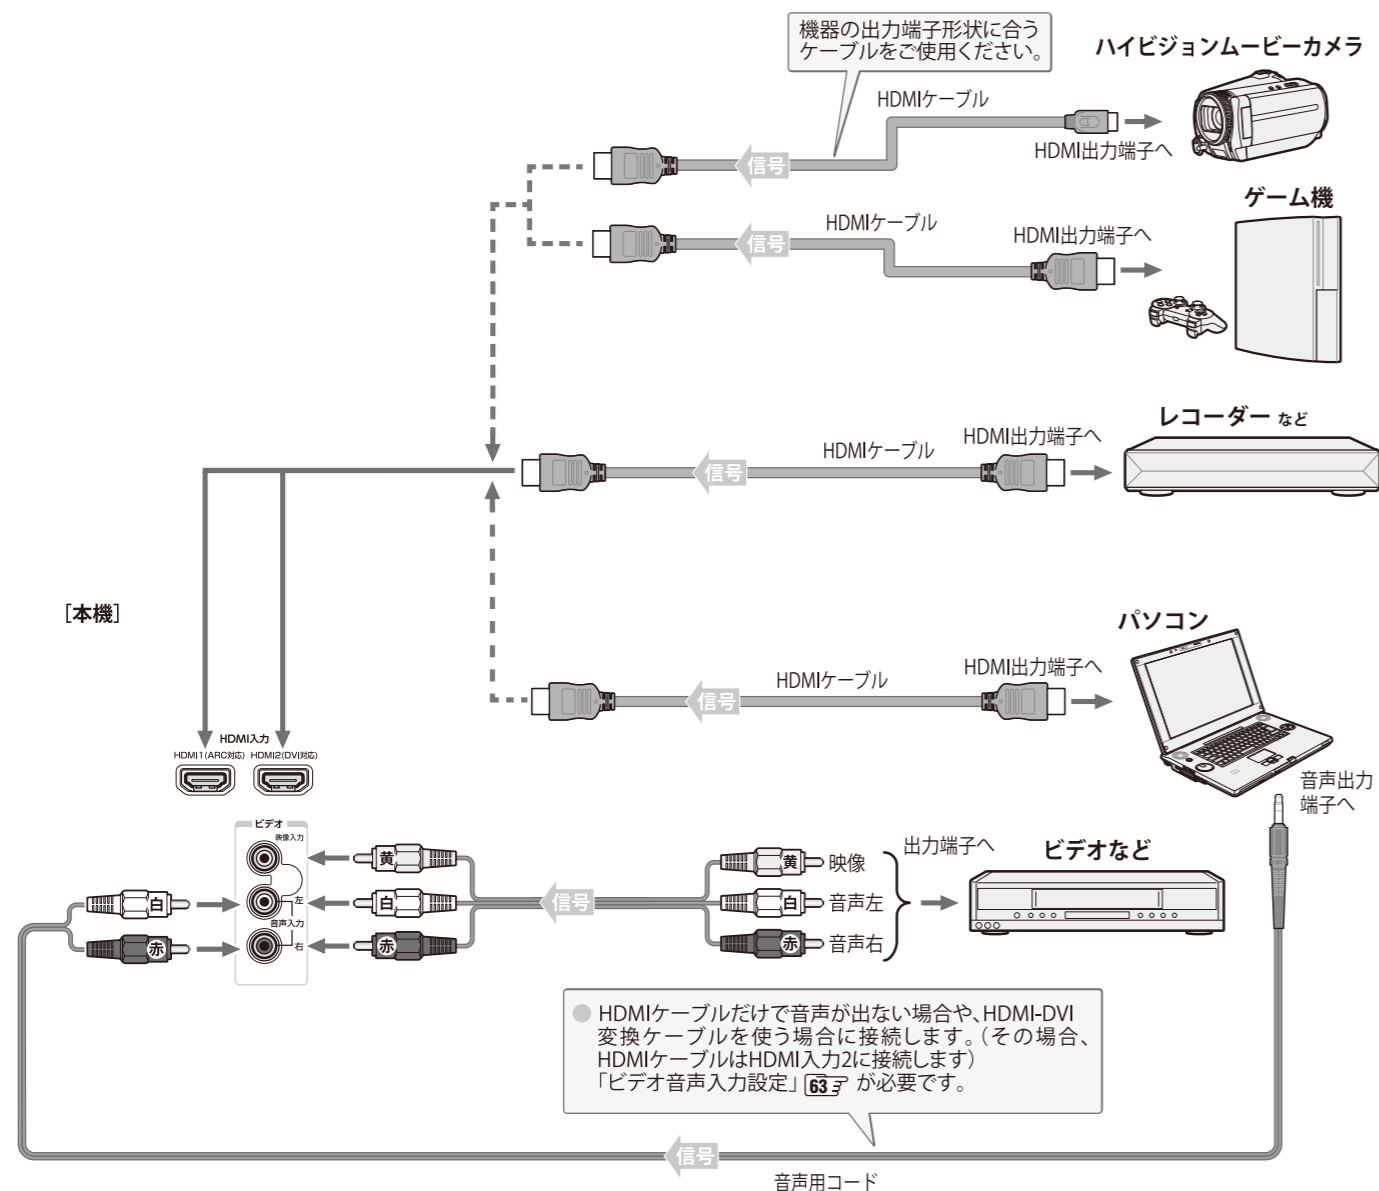 機器の出力端子形状に合う
ケーブルをご使用ください。
ハイビジョンムービーカメラ
HDMIケーブル
信号
HDMI出力端子へ
ゲーム機
HDMIケーブル
HDMI出力端子へ
信号
レコーダー など
HDMIケーブル
HDMI出力端子へ
信号
[本機]
パソコン
HDMIケーブル
HDMI出力端子へ
信号
HDMI入力
HDMI1(ARC対応) HDMI2(DVI対応)
音声出力
端子へ
ビデオ
映像入力
左
音声入力
右
黄
白
赤
白
赤
信号
黄 映像
白 音声左
赤 音声右
出力端子へ
ビデオなど
● HDMIケーブルだけで音声が出ない場合や、HDMI-DVI
変換ケーブルを使う場合に接続します。(その場合、
HDMIケーブルはHDMI入力2に接続します)
「ビデオ音声入力設定」 63 が必要です。
信号
音声用コード